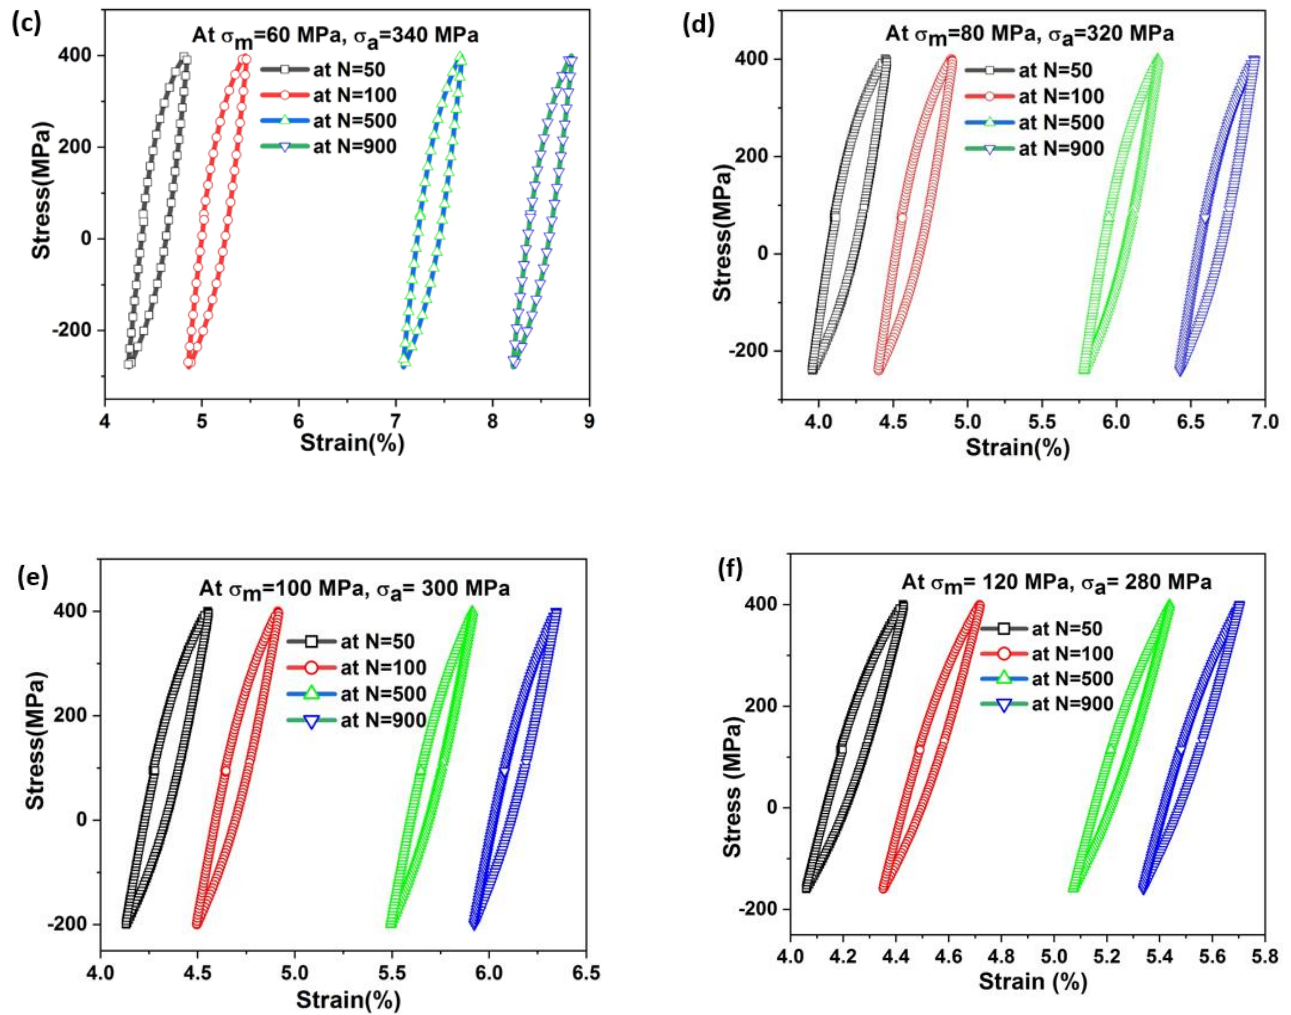 (c)
At σm=60 MPa, σa=340 MPa
at N=50
at N=100
at N=500
at N=900
400
200
0
-200
Stress(MPa)
4 5 6 7 8 9
Strain(%)
(d)
At σm=80 MPa, σa=320 MPa
at N=50
at N=100
at N=500
at N=900
400
200
0
-200
Stress(MPa)
4.0 4.5 5.0 5.5 6.0 6.5 7.0
Strain(%)
(e)
At σm=100 MPa, σa= 300 MPa
at N=50
at N=100
at N=500
at N=900
400
200
0
-200
Stress(MPa)
4.0 4.5 5.0 5.5 6.0 6.5
Strain(%)
(f)
At σm= 120 MPa, σa= 280 MPa
at N=50
at N=100
at N=500
at N=900
400
200
0
-200
Stress (MPa)
4.0 4.2 4.4 4.6 4.8 5.0 5.2 5.4 5.6 5.8
Strain (%)